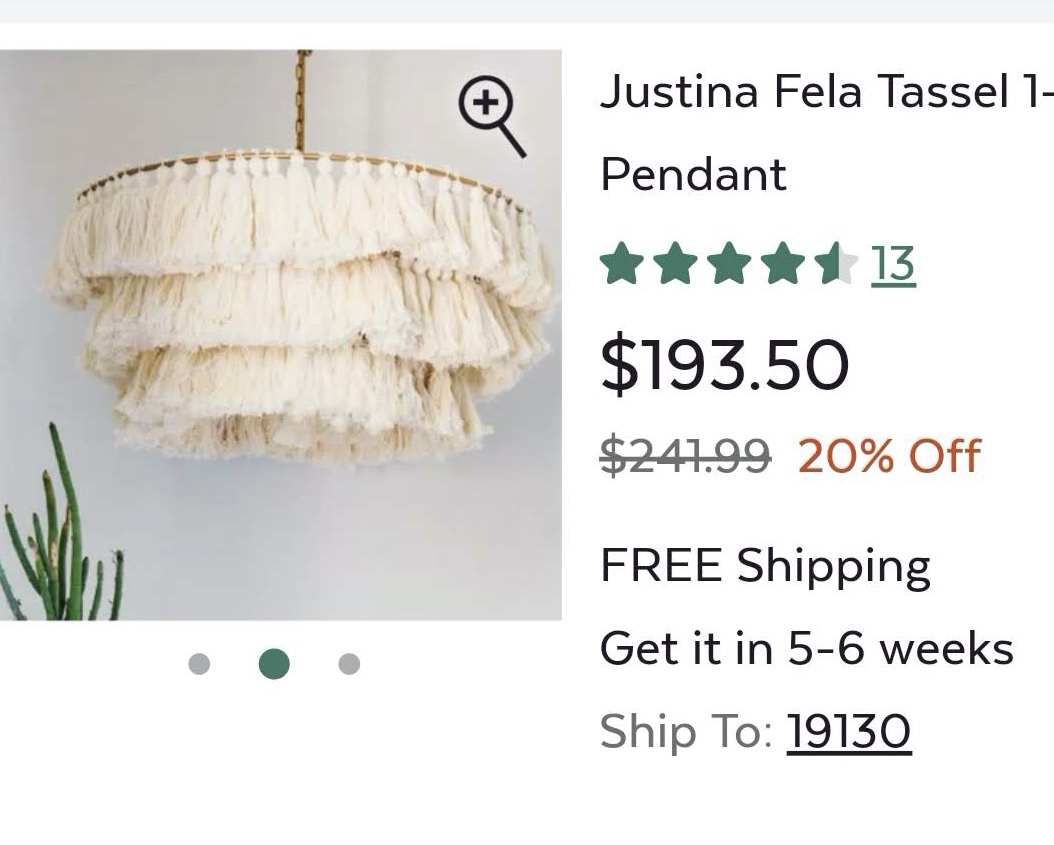 Justina Fela Tassel 1-
Pendant
13
$193.50
$241.99 20% Off
FREE Shipping
Get it in 5-6 weeks
Ship To: 19130